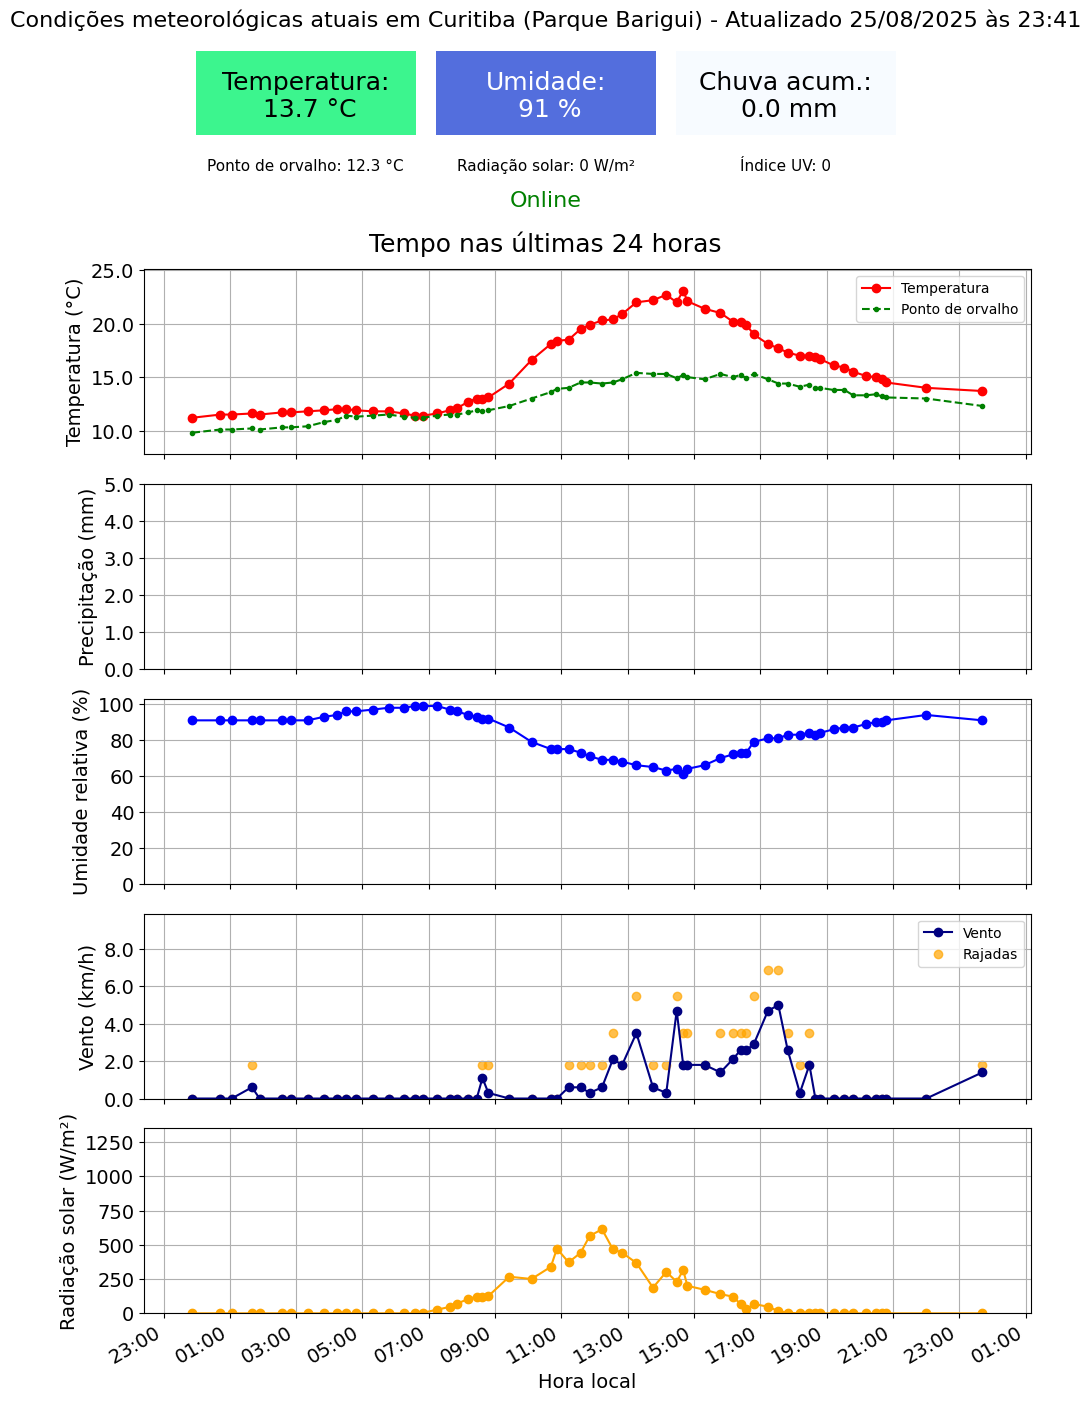 Condições meteorológicas atuais em Curitiba (Parque Barigui) - Atualizado 25/08/2025 às 23:41
Temperatura:
13.7 °C
Umidade:
91 %
Chuva acum.:
0.0 mm
Ponto de orvalho: 12.3 °C
Radiação solar: 0 W/m²
Índice UV: 0
Online
Tempo nas últimas 24 horas
Temperatura (°C)
25.0
20.0
15.0
10.0
Temperatura
Ponto de orvalho
Precipitação (mm)
5.0
4.0
3.0
2.0
1.0
0.0
Umidade relativa (%)
100
80
60
40
20
0
Vento (km/h)
8.0
6.0
4.0
2.0
0.0
Vento
Rajadas
Radiação solar (W/m²)
1250
1000
750
500
250
0
23:00
01:00
03:00
05:00
07:00
09:00
11:00
13:00
15:00
17:00
19:00
21:00
23:00
01:00
Hora local